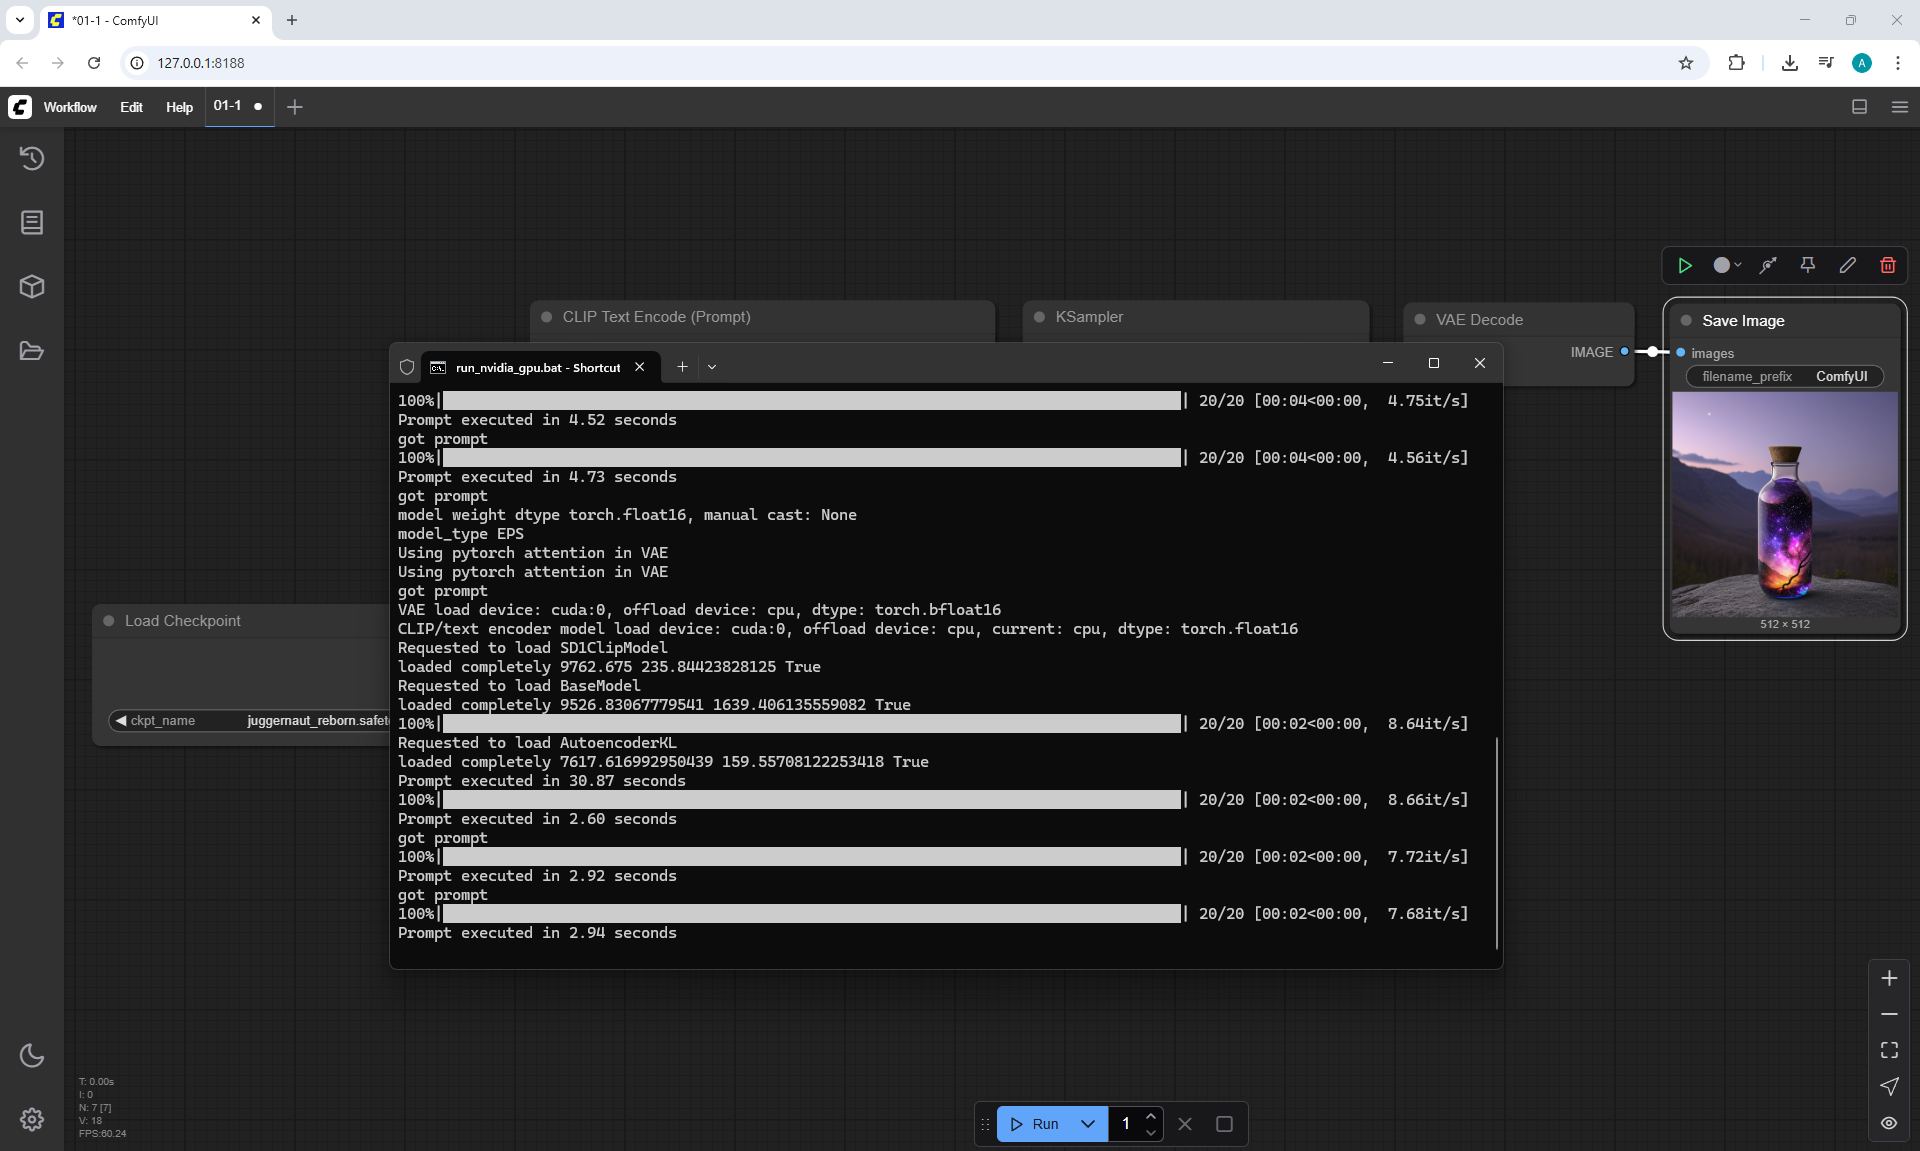 *01-1 - ComfyUI
127.0.0.1:8188
A
Workflow Edit Help 01-1
CLIP Text Encode (Prompt)
KSampler
VAE Decode
IMAGE
Save Image
images
filename_prefix ComfyUI
512 × 512
Load Checkpoint
ckpt_name juggernaut_reborn.safet
run_nvidia_gpu.bat - Shortcut
100%| | 20/20 [00:04<00:00, 4.75it/s]
Prompt executed in 4.52 seconds
got prompt
100%| | 20/20 [00:04<00:00, 4.56it/s]
Prompt executed in 4.73 seconds
got prompt
model weight dtype torch.float16, manual cast: None
model_type EPS
Using pytorch attention in VAE
Using pytorch attention in VAE
got prompt
VAE load device: cuda:0, offload device: cpu, dtype: torch.bfloat16
CLIP/text encoder model load device: cuda:0, offload device: cpu, current: cpu, dtype: torch.float16
Requested to load SD1ClipModel
loaded completely 9762.675 235.84423828125 True
Requested to load BaseModel
loaded completely 9526.83067779541 1639.406135559082 True
100%| | 20/20 [00:02<00:00, 8.64it/s]
Requested to load AutoencoderKL
loaded completely 7617.616992950439 159.55708122253418 True
Prompt executed in 30.87 seconds
100%| | 20/20 [00:02<00:00, 8.66it/s]
Prompt executed in 2.60 seconds
got prompt
100%| | 20/20 [00:02<00:00, 7.72it/s]
Prompt executed in 2.92 seconds
got prompt
100%| | 20/20 [00:02<00:00, 7.68it/s]
Prompt executed in 2.94 seconds
T: 0.00s
I: 0
N: 7 [7]
V: 18
FPS:60.24
Run 1